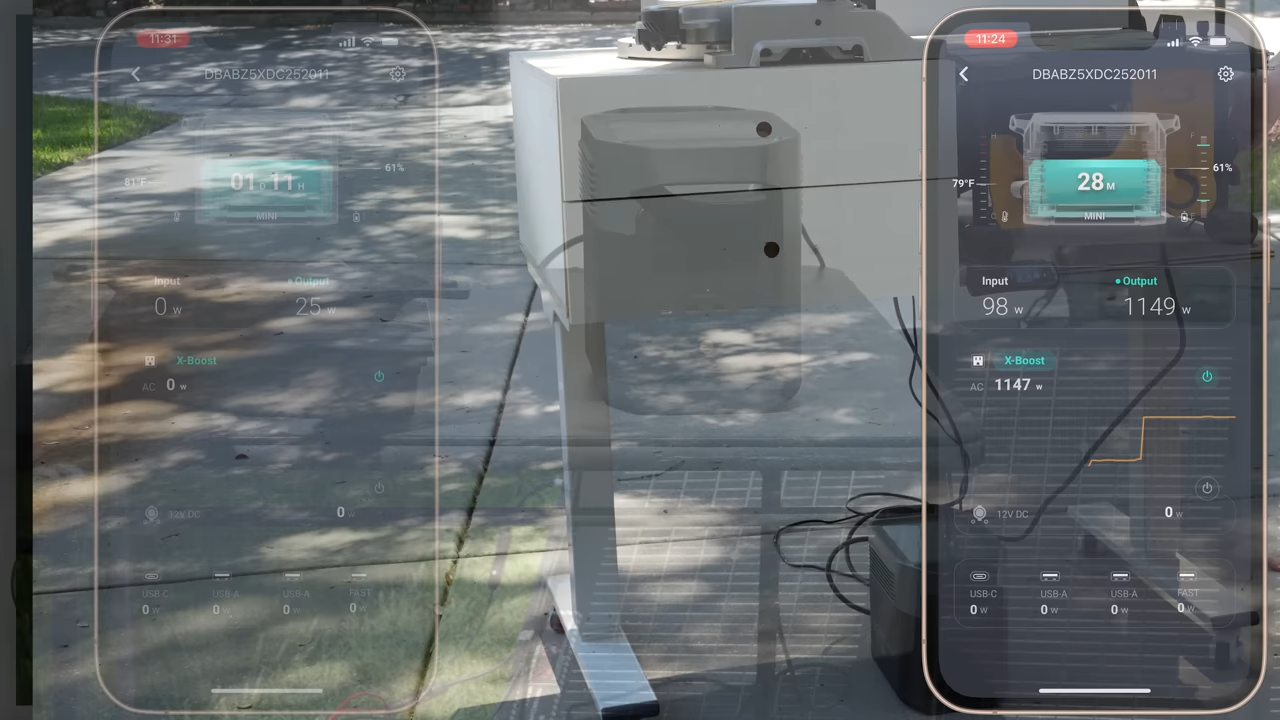 11:31
DBABZ5XDC252011
61%
81°F
01 D 11 H
MINI
Input
Output
0 W
25 W
X-Boost
AC 0 W
12V DC
0 W
USB-C
USB-A
USB-A
FAST
0 W
0 W
0 W
0 W
11:24
DBABZ5XDC252011
H
F
61%
79°F
28 M
C
E
MINI
Input
Output
98 W
1149 W
X-Boost
AC 1147 W
12V DC
0 W
USB-C
USB-A
USB-A
FAST
0 W
0 W
0 W
0 W